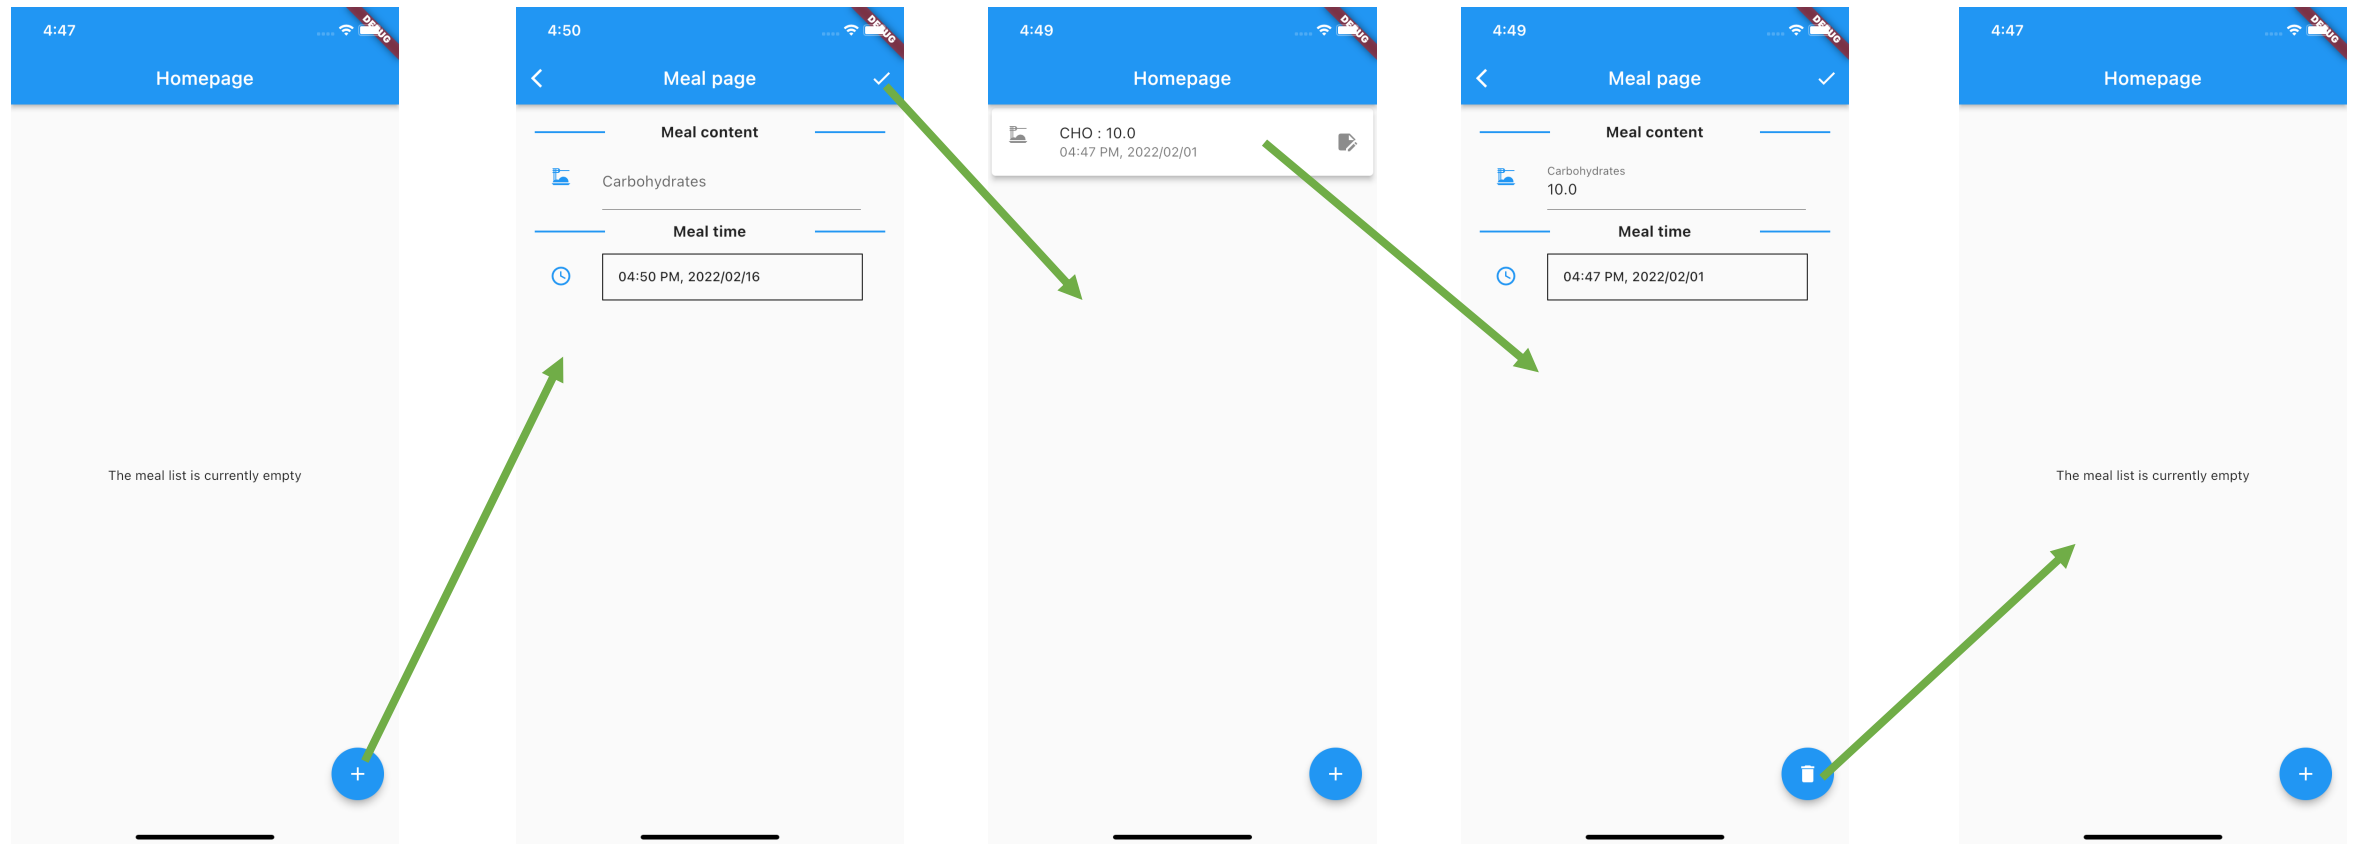 4:47
DEBUG
Homepage
The meal list is currently empty
4:50
DEBUG
Meal page
Meal content
Carbohydrates
Meal time
04:50 PM, 2022/02/16
4:49
DEBUG
Homepage
CHO : 10.0
04:47 PM, 2022/02/01
4:49
DEBUG
Meal page
Meal content
Carbohydrates
10.0
Meal time
04:47 PM, 2022/02/01
4:47
DEBUG
Homepage
The meal list is currently empty